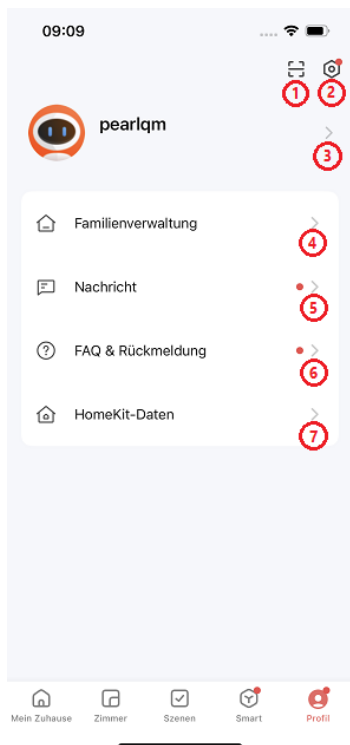 09:09
1 2
pearlqm
3
Familienverwaltung
4
Nachricht
5
FAQ & Rückmeldung
6
HomeKit-Daten
7
Mein Zuhause Zimmer Szenen Smart Profil